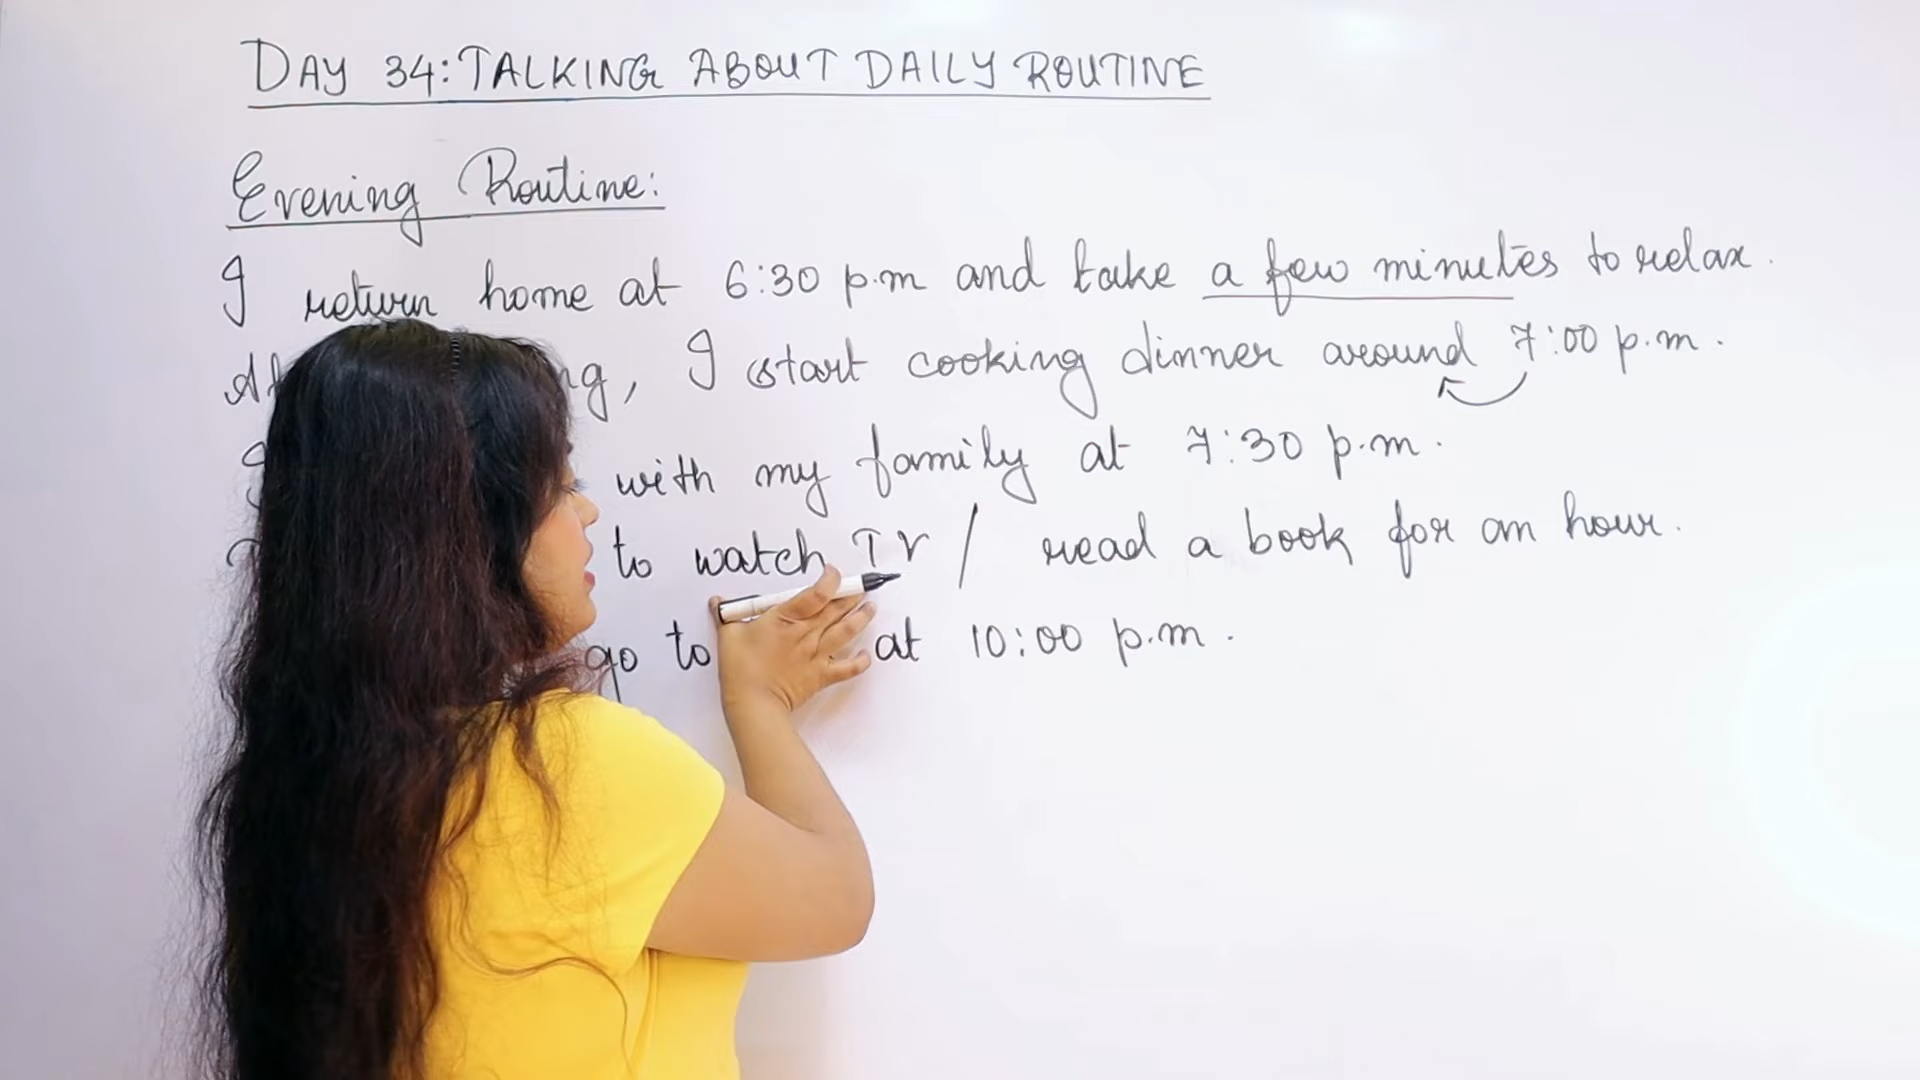 DAY 34: TALKING ABOUT DAILY ROUTINE
Evening Routine:
I return home at 6:30 p.m and take a few minutes to relax.
, I start cooking dinner around 7:00 p.m.
with my family at 7:30 p.m.
to watch TV / read a book for an hour.
go to at 10:00 p.m.